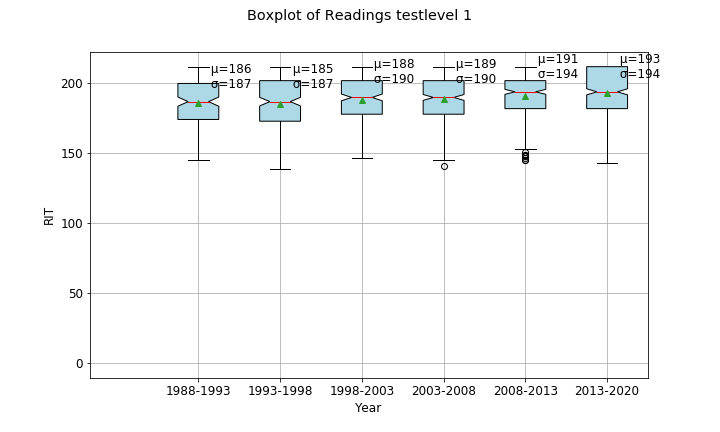 Boxplot of Readings testlevel 1
μ=186
σ=187
μ=185
σ=187
μ=188
σ=190
μ=189
σ=190
μ=191
σ=194
μ=193
σ=194
200
150
100
50
0
RIT
1988-1993 1993-1998 1998-2003 2003-2008 2008-2013 2013-2020
Year